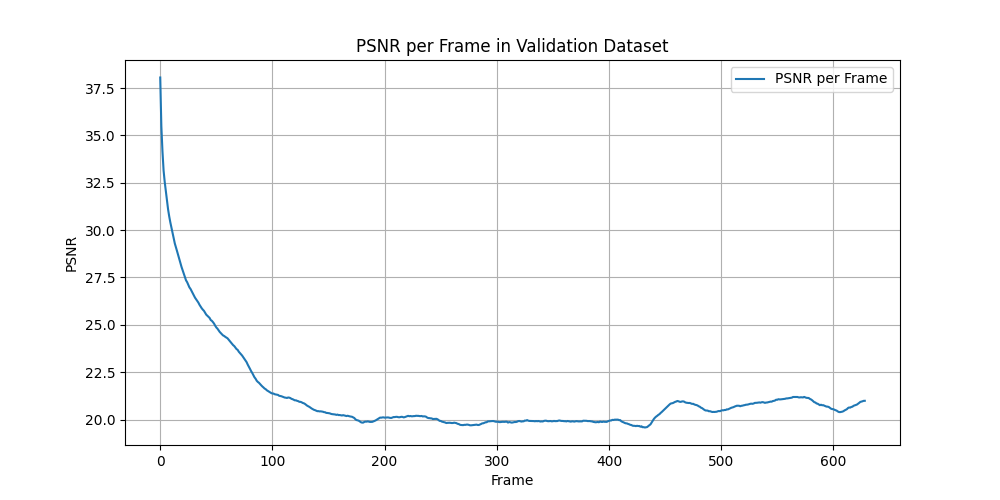 PSNR per Frame in Validation Dataset
PSNR per Frame
37.5
35.0
32.5
30.0
27.5
25.0
22.5
20.0
PSNR
0 100 200 300 400 500 600
Frame